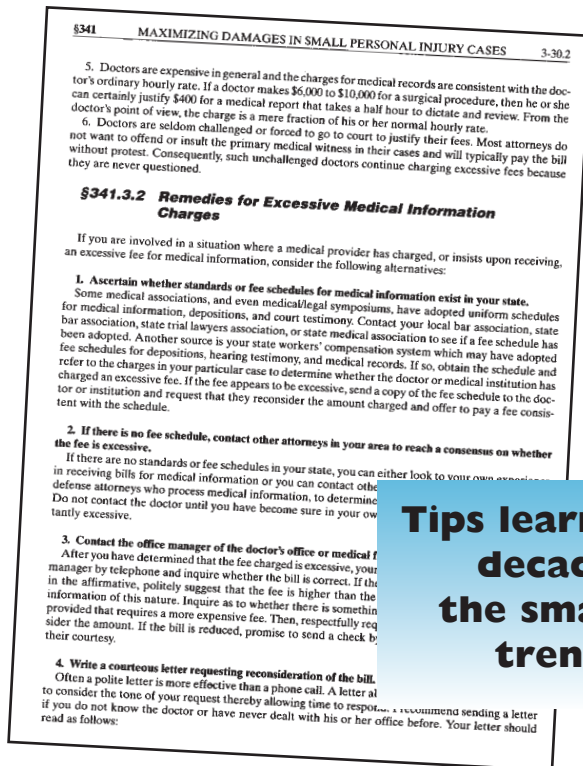 §341 MAXIMIZING DAMAGES IN SMALL PERSONAL INJURY CASES 3-30.2
5. Doctors are expensive in general and the charges for medical records are consistent with the doc-
tor's ordinary hourly rate. If a doctor makes $6,000 to $10,000 for a surgical procedure, then he or she
can certainly justify $400 for a medical report that takes a half hour to dictate and review. From the
doctor's point of view, the charge is a mere fraction of his or her normal hourly rate.
6. Doctors are seldom challenged or forced to go to court to justify their fees. Most attorneys do
not want to offend or insult the primary medical witness in their cases and will typically pay the bill
without protest. Consequently, such unchallenged doctors continue charging excessive fees because
they are never questioned.
§341.3.2 Remedies for Excessive Medical Information
Charges
If you are involved in a situation where a medical provider has charged, or insists upon receiving,
an excessive fee for medical information, consider the following alternatives:
1. Ascertain whether standards or fee schedules for medical information exist in your state.
Some medical associations, and even medical/legal symposiums, have adopted uniform schedules
for medical information, depositions, and court testimony. Contact your local bar association, state
bar association, state trial lawyers association, or state medical association to see if a fee schedule has
been adopted. Another source is your state workers' compensation system which may have adopted
fee schedules for depositions, hearing testimony, and medical records. If so, obtain the schedule and
refer to the charges in your particular case to determine whether the doctor or medical institution has
charged an excessive fee. If the fee appears to be excessive, send a copy of the fee schedule to the doc-
tor or institution and request that they reconsider the amount charged and offer to pay a fee consis-
tent with the schedule.
2. If there is no fee schedule, contact other attorneys in your area to reach a consensus on whether
the fee is excessive.
If there are no standards or fee schedules in your state, you can either look to your own experience
in receiving bills for medical information or you can contact othe
defense attorneys who process medical information, to determine
Do not contact the doctor until you have become sure in your ow
tantly excessive.
3. Contact the office manager of the doctor's office or medical f
After you have determined that the fee charged is excessive, your
manager by telephone and inquire whether the bill is correct. If the
in the affirmative, politely suggest that the fee is higher than the
information of this nature. Inquire as to whether there is somethin
provided that requires a more expensive fee. Then, respectfully req
sider the amount. If the bill is reduced, promise to send a check by
their courtesy.
4. Write a courteous letter requesting reconsideration of the bill.
Often a polite letter is more effective than a phone call. A letter al
to consider the tone of your request thereby allowing time to respond. I recommend sending a letter
if you do not know the doctor or have never dealt with his or her office before. Your letter should
read as follows:
Tips lear
decad
the sma
tren